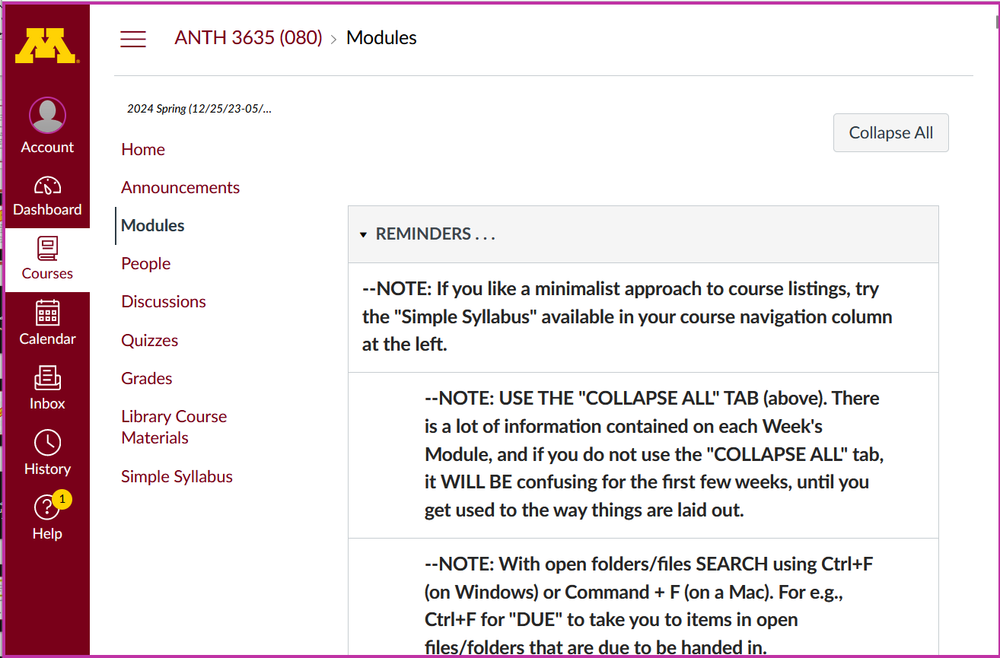 ANTH 3635 (080) › Modules
2024 Spring (12/25/23-05/...
Collapse All
Account
Dashboard
Courses
Calendar
Inbox
History
1
Help
Home
Announcements
Modules
People
Discussions
Quizzes
Grades
Library Course
Materials
Simple Syllabus
REMINDERS . . .
--NOTE: If you like a minimalist approach to course listings, try
the "Simple Syllabus" available in your course navigation column
at the left.
--NOTE: USE THE "COLLAPSE ALL" TAB (above). There
is a lot of information contained on each Week's
Module, and if you do not use the "COLLAPSE ALL" tab,
it WILL BE confusing for the first few weeks, until you
get used to the way things are laid out.
--NOTE: With open folders/files SEARCH using Ctrl+F
(on Windows) or Command + F (on a Mac). For e.g.,
Ctrl+F for "DUE" to take you to items in open
files/folders that are due to be handed in.